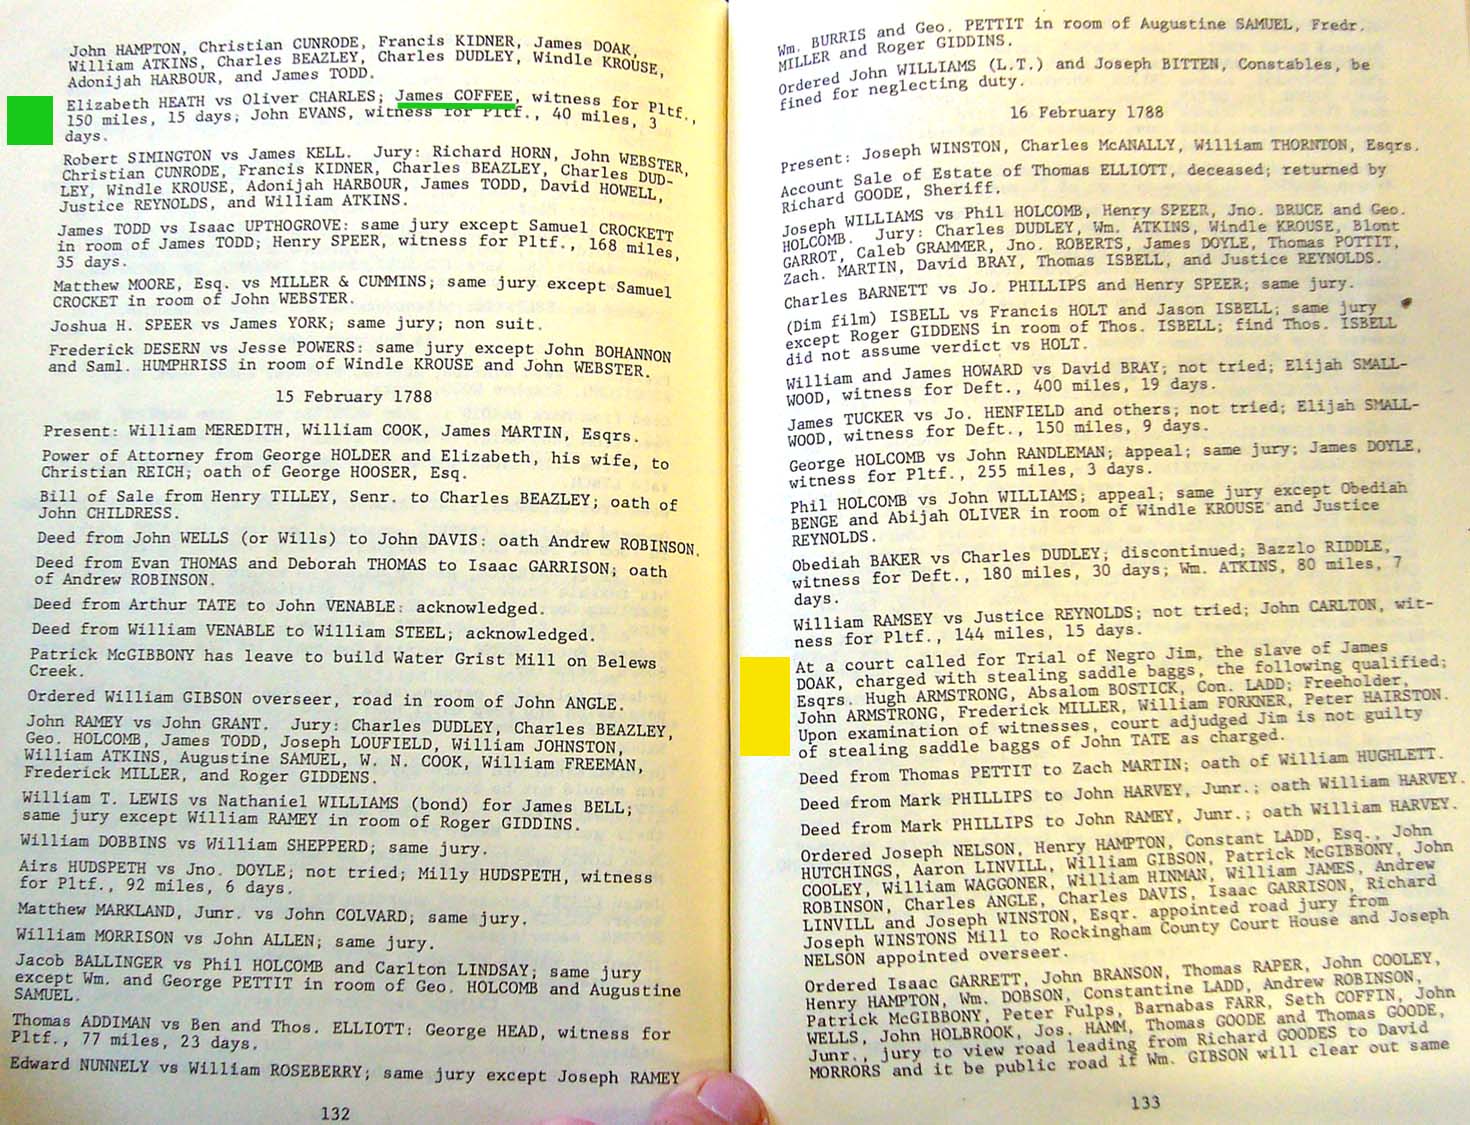 John HAMPTON, Christian CUNRODE, Francis KIDNER, James DOAK,
William ATKINS, Charles BEAZLEY, Charles DUDLEY, Windle KROUSE,
Adonijah HARBOUR, and James TODD.
Elizabeth HEATH vs Oliver CHARLES; James COFFEE, witness for Pltf.,
150 miles, 15 days; John EVANS, witness for Pltf., 40 miles, 3
days.
Robert SIMINGTON vs James KELL. Jury: Richard HORN, John WEBSTER,
Christian CUNRODE, Francis KIDNER, Charles BEAZLEY, Charles DUD-
LEY, Windle KROUSE, Adonijah HARBOUR, James TODD, David HOWELL,
Justice REYNOLDS, and William ATKINS.
James TODD vs Isaac UPTHOGROVE: same jury except Samuel CROCKETT
in room of James TODD; Henry SPEER, witness for Pltf., 168 miles,
35 days.
Matthew MOORE, Esq. vs MILLER & CUMMINS; same jury except Samuel
CROCKET in room of John WEBSTER.
Joshua H. SPEER vs James YORK; same jury; non suit.
Frederick DESERN vs Jesse POWERS: same jury except John BOHANNON
and Saml. HUMPHRISS in room of Windle KROUSE and John WEBSTER.
15 February 1788
Present: William MEREDITH, William COOK, James MARTIN, Esqrs.
Power of Attorney from George HOLDER and Elizabeth, his wife, to
Christian REICH; oath of George HOOSER, Esq.
Bill of Sale from Henry TILLEY, Senr. to Charles BEAZLEY; oath of
John CHILDRESS.
Deed from John WELLS (or Wills) to John DAVIS: oath Andrew ROBINSON.
Deed from Evan THOMAS and Deborah THOMAS to Isaac GARRISON; oath
of Andrew ROBINSON.
Deed from Arthur TATE to John VENABLE: acknowledged.
Deed from William VENABLE to William STEEL; acknowledged.
Patrick McGIBBONY has leave to build Water Grist Mill on Belews
Creek.
Ordered William GIBSON overseer, road in room of John ANGLE.
John RAMEY vs John GRANT. Jury: Charles DUDLEY, Charles BEAZLEY,
Geo. HOLCOMB, James TODD, Joseph LOUFIELD, William JOHNSTON,
William ATKINS, Augustine SAMUEL, W. N. COOK, William FREEMAN,
Frederick MILLER, and Roger GIDDENS.
William T. LEWIS vs Nathaniel WILLIAMS (bond) for James BELL;
same jury except William RAMEY in room of Roger GIDDINS.
William DOBBINS vs William SHEPPERD; same jury.
Airs HUDSPETH vs Jno. DOYLE; not tried; Milly HUDSPETH, witness
for Pltf., 92 miles, 6 days.
Matthew MARKLAND, Junr. vs John COLVARD; same jury.
William MORRISON vs John ALLEN; same jury.
Jacob BALLINGER vs Phil HOLCOMB and Carlton LINDSAY; same jury
except Wm. and George PETTIT in room of Geo. HOLCOMB and Augustine
SAMUEL.
Thomas ADDIMAN vs Ben and Thos. ELLIOTT: George HEAD, witness for
Pltf., 77 miles, 23 days.
Edward NUNNELY vs William ROSEBERRY; same jury except Joseph RAMEY
132
Wm. BURRIS and Geo. PETTIT in room of Augustine SAMUEL, Fredr.
MILLER and Roger GIDDINS.
Ordered John WILLIAMS (L.T.) and Joseph BITTEN, Constables, be
fined for neglecting duty.
16 February 1788
Present: Joseph WINSTON, Charles McANALLY, William THORNTON, Esqrs.
Account Sale of Estate of Thomas ELLIOTT, deceased; returned by
Richard GOODE, Sheriff.
Joseph WILLIAMS vs Phil HOLCOMB, Henry SPEER, Jno. BRUCE and Geo.
HOLCOMB. Jury: Charles DUDLEY, Wm. ATKINS, Windle KROUSE, Blont
GARROT, Caleb GRAMMER, Jno. ROBERTS, James DOYLE, Thomas POTTIT,
Zach. MARTIN, David BRAY, Thomas ISBELL, and Justice REYNOLDS.
Charles BARNETT vs Jo. PHILLIPS and Henry SPEER; same jury.
(Dim film) ISBELL vs Francis HOLT and Jason ISBELL; same jury
except Roger GIDDENS in room of Thos. ISBELL; find Thos. ISBELL
did not assume verdict vs HOLT.
William and James HOWARD vs David BRAY; not tried; Elijah SMALL-
WOOD, witness for Deft., 400 miles, 19 days.
James TUCKER vs Jo. HENFIELD and others; not tried; Elijah SMALL-
WOOD, witness for Deft., 150 miles, 9 days.
George HOLCOMB vs John RANDLEMAN; appeal; same jury; James DOYLE,
witness for Pltf., 255 miles, 3 days.
Phil HOLCOMB vs John WILLIAMS; appeal; same jury except Obediah
BENGE and Abijah OLIVER in room of Windle KROUSE and Justice
REYNOLDS.
Obediah BAKER vs Charles DUDLEY; discontinued; Bazzlo RIDDLE,
witness for Deft., 180 miles, 30 days; Wm. ATKINS, 80 miles, 7
days.
William RAMSEY vs Justice REYNOLDS; not tried; John CARLTON, wit-
ness for Pltf., 144 miles, 15 days.
At a court called for Trial of Negro Jim, the slave of James
DOAK, charged with stealing saddle baggs, the following qualified;
Esqrs. Hugh ARMSTRONG, Absalom BOSTICK, Con. LADD; Freeholder,
John ARMSTRONG, Frederick MILLER, William FORKNER, Peter HAIRSTON.
Upon examination of witnesses, court adjudged Jim is not guilty
of stealing saddle baggs of John TATE as charged.
Deed from Thomas PETTIT to Zach MARTIN; oath of William HUGHLETT.
Deed from Mark PHILLIPS to John HARVEY, Junr.; oath William HARVEY.
Deed from Mark PHILLIPS to John RAMEY, Junr.; oath William HARVEY.
Ordered Joseph NELSON, Henry HAMPTON, Constant LADD, Esq., John
HUTCHINGS, Aaron LINVILL, William GIBSON, Patrick McGIBBONY, John
COOLEY, William WAGGONER, William HINMAN, William JAMES, Andrew
ROBINSON, Charles ANGLE, Charles DAVIS, Isaac GARRISON, Richard
LINVILL and Joseph WINSTON, Esqr. appointed road jury from
Joseph WINSTONS Mill to Rockingham County Court House and Joseph
NELSON appointed overseer.
Ordered Isaac GARRETT, John BRANSON, Thomas RAPER, John COOLEY,
Henry HAMPTON, Wm. DOBSON, Constantine LADD, Andrew ROBINSON,
Patrick McGIBBONY, Peter Fulps, Barnabas FARR, Seth COFFIN, John
WELLS, John HOLBROOK, Jos. HAMM, Thomas GOODE and Thomas GOODE,
Junr., jury to view road leading from Richard GOODES to David
MORRORS and it be public road if Wm. GIBSON will clear out same
133